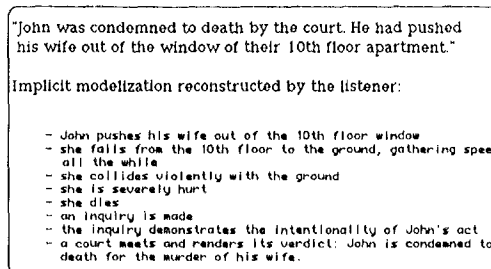 "John was condemned to death by the court. He had pushed
his wife out of the window of their 10th floor apartment."
Implicit modelization reconstructed by the listener:
- John pushes his wife out of the 10th floor window
- she falls from the 10th floor to the ground, gathering spee
all the while
- she collides violently with the ground
- she is severely hurt
- she dies
- an inquiry is made
- the inquiry demonstrates the intentionality of John's act
- a court meets and renders its verdict: John is condemned to
death for the murder of his wife.